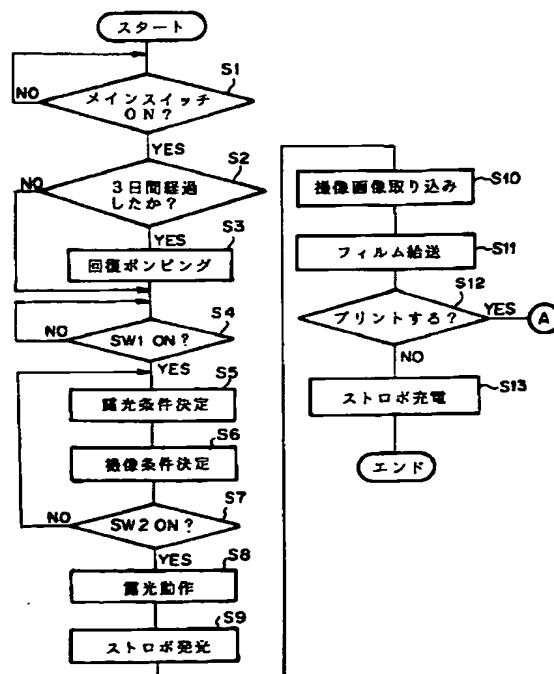 スタート
S1
メインスイッチ
ON?
NO
YES
S2
3日間経過
したか?
NO
YES
S3
回復ポンピング
S4
SW1 ON?
NO
YES
S5
露光条件決定
S6
撮像条件決定
S7
SW2 ON?
NO
YES
S8
露光動作
S9
ストロボ発光
S10
撮像画像取り込み
S11
フィルム給送
S12
プリントする?
YES
A
NO
S13
ストロボ充電
エンド